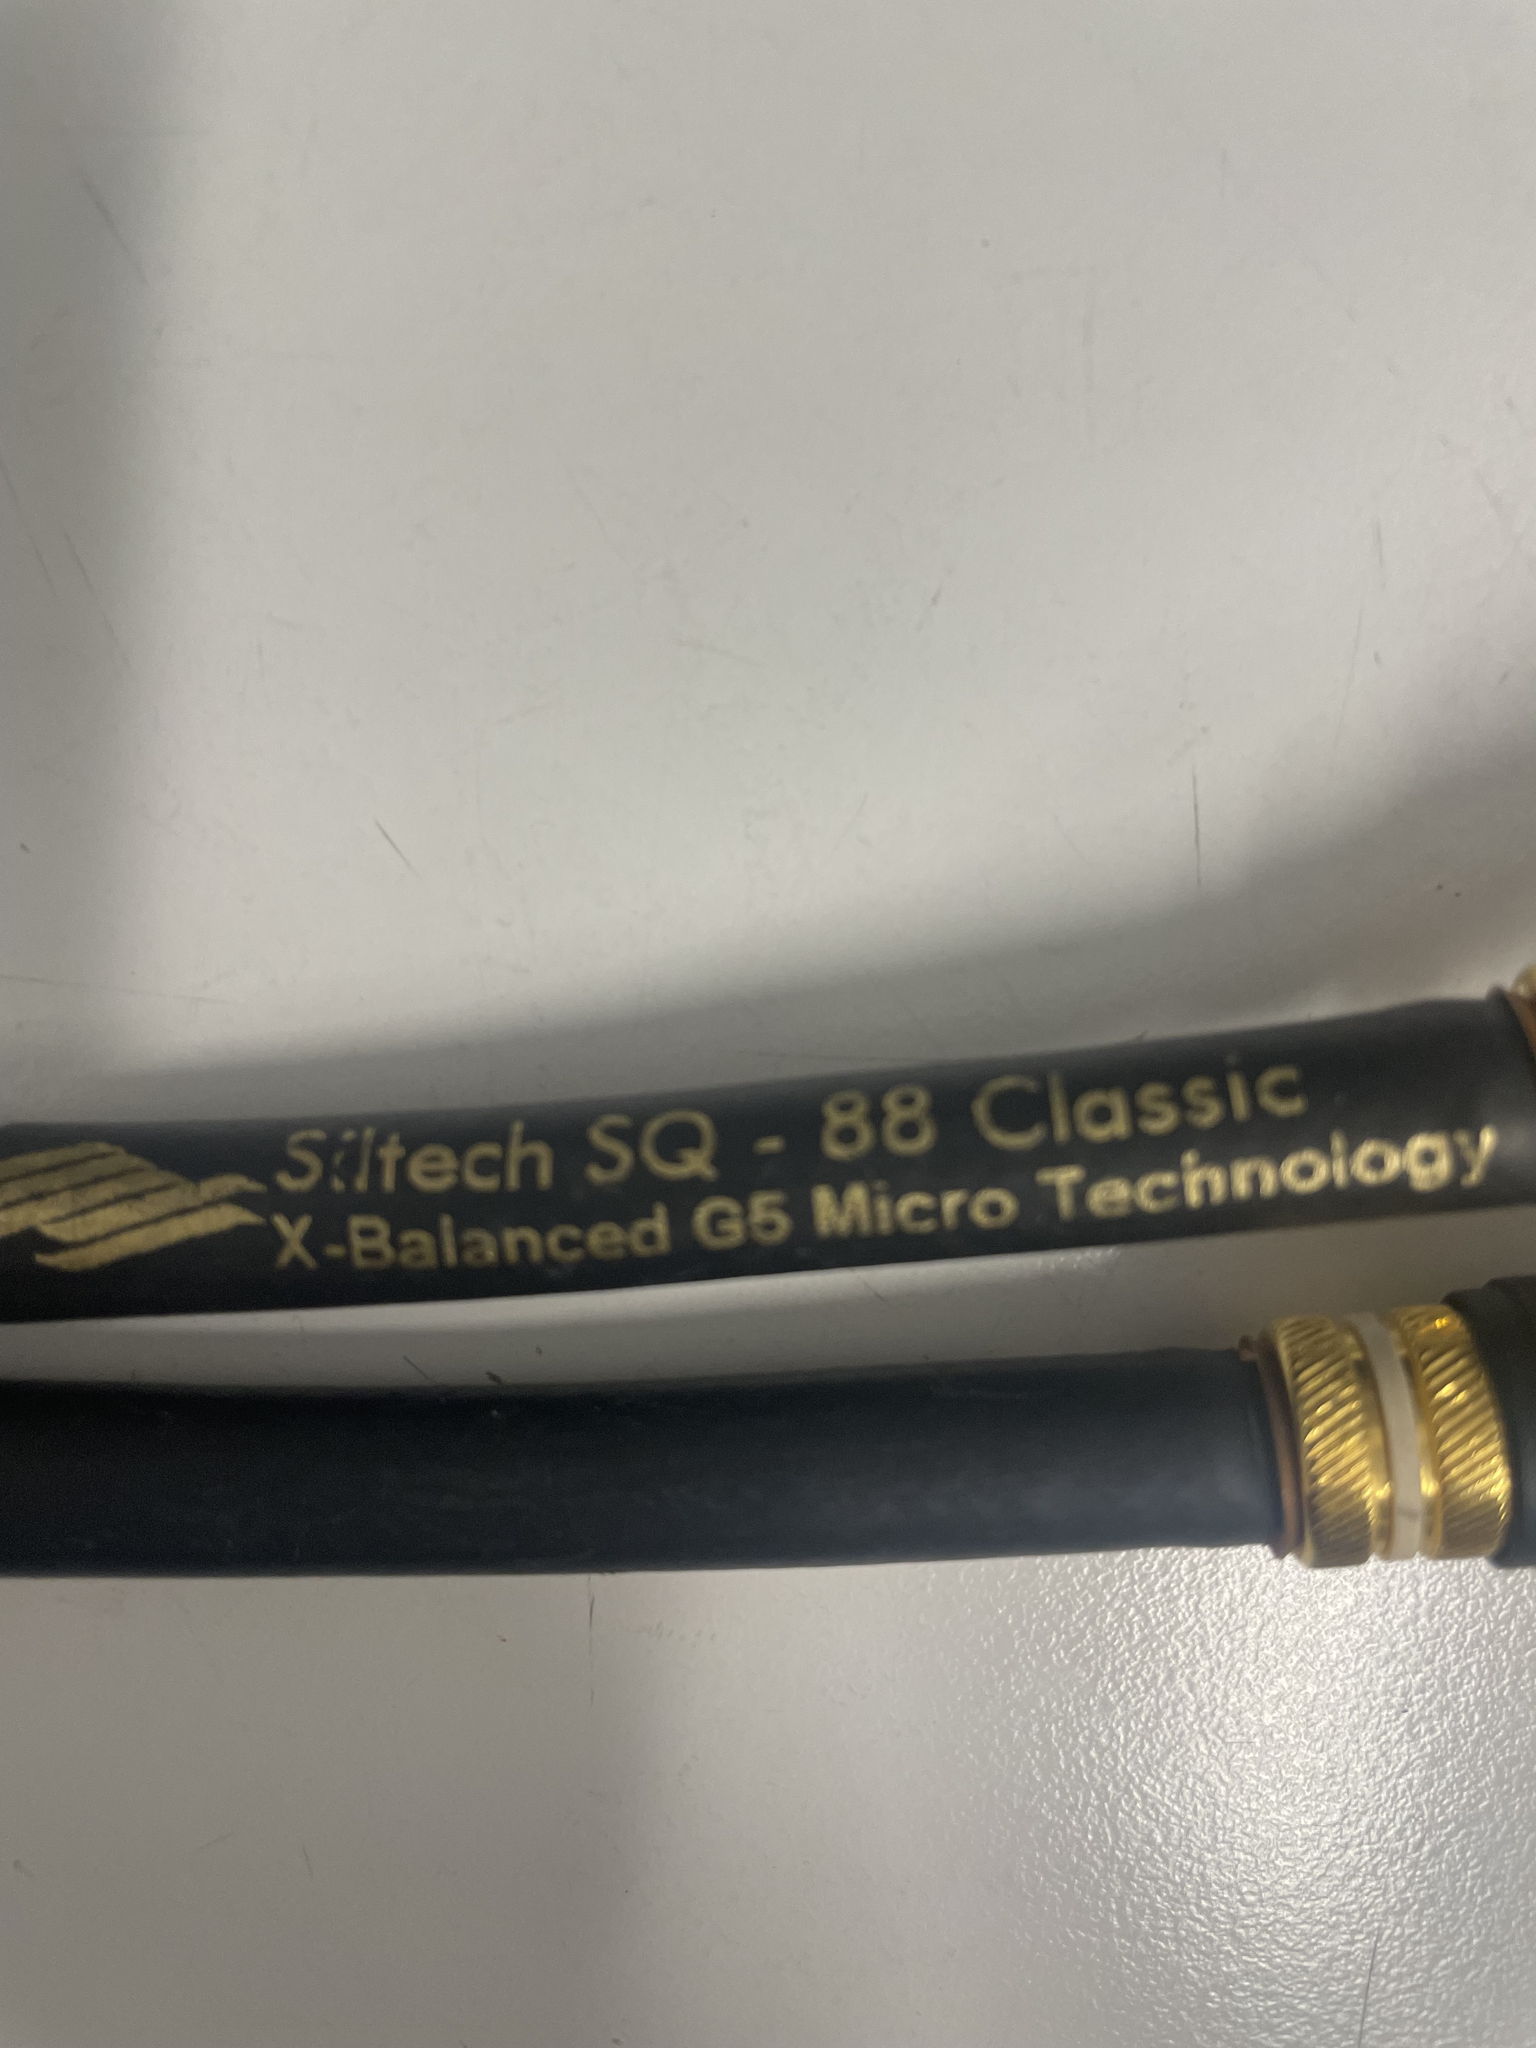 Siltech SQ - 88 Classic
X-Balanced G5 Micro Technology